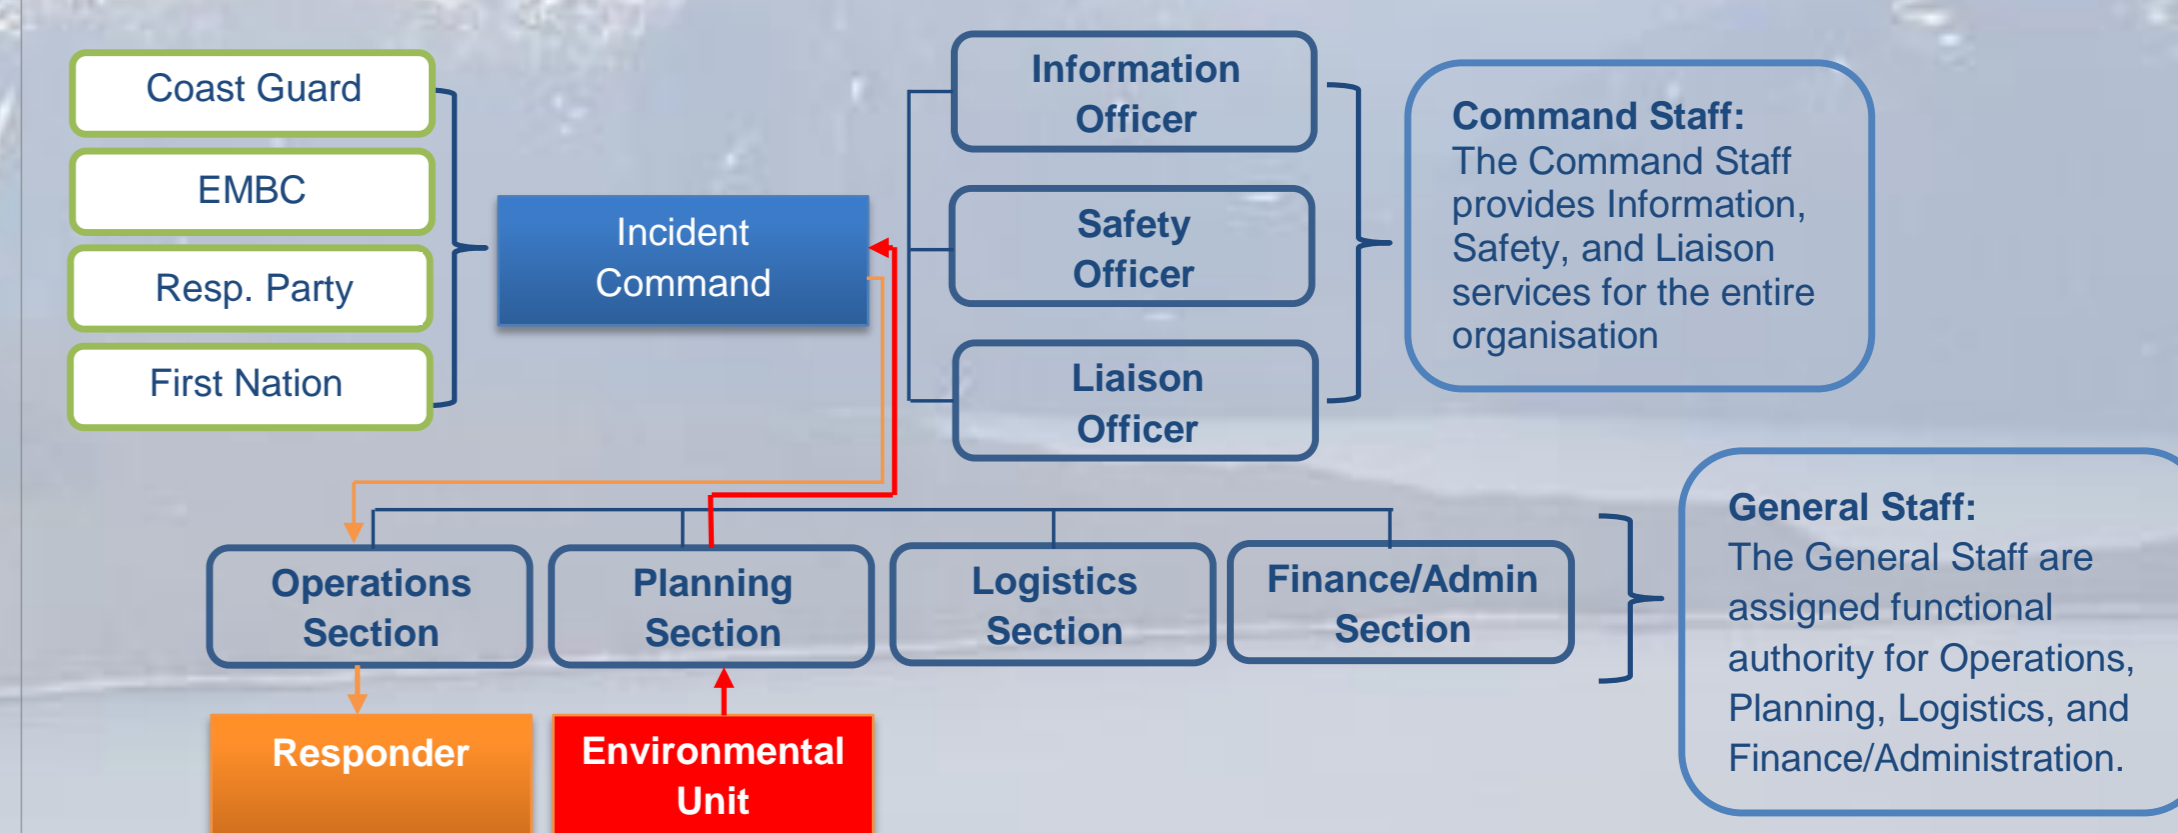 Coast Guard
EMBC
Resp. Party
First Nation
Incident
Command
Information
Officer
Safety
Officer
Liaison
Officer
Command Staff:
The Command Staff
provides Information,
Safety, and Liaison
services for the entire
organisation
Operations
Section
Planning
Section
Logistics
Section
Finance/Admin
Section
General Staff:
The General Staff are
assigned functional
authority for Operations,
Planning, Logistics, and
Finance/Administration.
Responder
Environmental
Unit